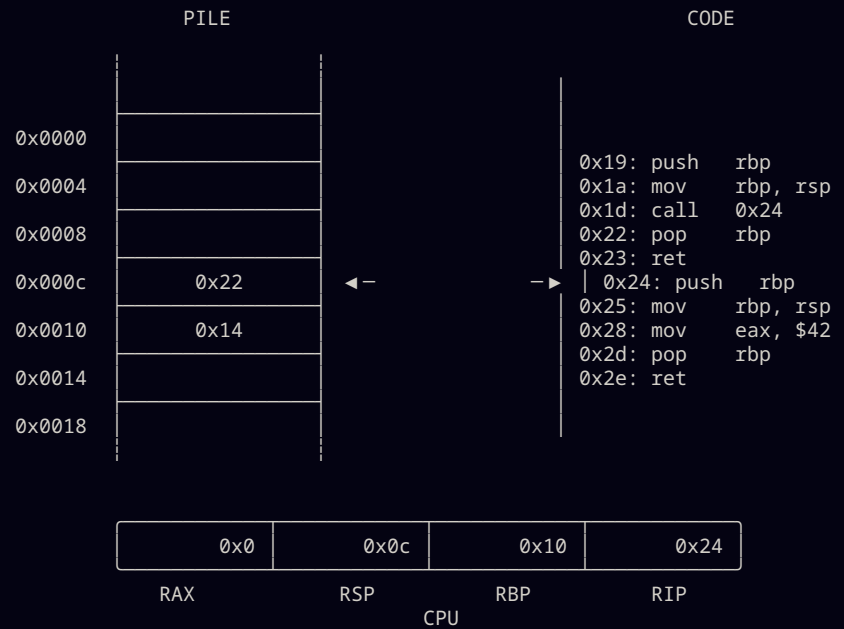 PILE CODE
0x0000
0x19: push rbp
0x0004 0x1a: mov rbp, rsp
0x1d: call 0x24
0x0008 0x22: pop rbp
0x23: ret
0x000c 0x22 ◄─ ─► 0x24: push rbp
0x25: mov rbp, rsp
0x0010 0x14 0x28: mov eax, $42
0x2d: pop rbp
0x0014 0x2e: ret
0x0018
0x0 0x0c 0x10 0x24
RAX RSP RBP RIP
CPU